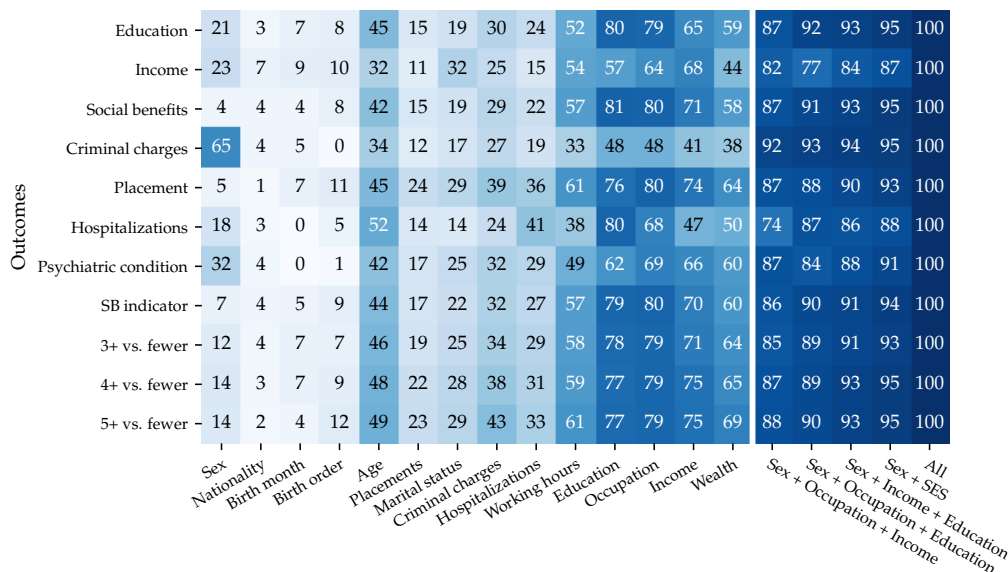 Outcomes
Education 21 3 7 8 45 15 19 30 24 52 80 79 65 59 87 92 93 95 100
Income 23 7 9 10 32 11 32 25 15 54 57 64 68 44 82 77 84 87 100
Social benefits 4 4 4 8 42 15 19 29 22 57 81 80 71 58 87 91 93 95 100
Criminal charges 65 4 5 0 34 12 17 27 19 33 48 48 41 38 92 93 94 95 100
Placement 5 1 7 11 45 24 29 39 36 61 76 80 74 64 87 88 90 93 100
Hospitalizations 18 3 0 5 52 14 14 24 41 38 80 68 47 50 74 87 86 88 100
Psychiatric condition 32 4 0 1 42 17 25 32 29 49 62 69 66 60 87 84 88 91 100
SB indicator 7 4 5 9 44 17 22 32 27 57 79 80 70 60 86 90 91 94 100
3+ vs. fewer 12 4 7 7 46 19 25 34 29 58 78 79 71 64 85 89 91 93 100
4+ vs. fewer 14 3 7 9 48 22 28 38 31 59 77 79 75 65 87 89 93 95 100
5+ vs. fewer 14 2 4 12 49 23 29 43 33 61 77 79 75 69 88 90 93 95 100
Sex
Nationality
Birth month
Birth order
Age
Placements
Marital status
Criminal charges
Hospitalizations
Working hours
Education
Occupation
Income
Wealth
Sex + Occupation + Income
Sex + Occupation + Education
Sex + Income + Education
Sex + SES
All